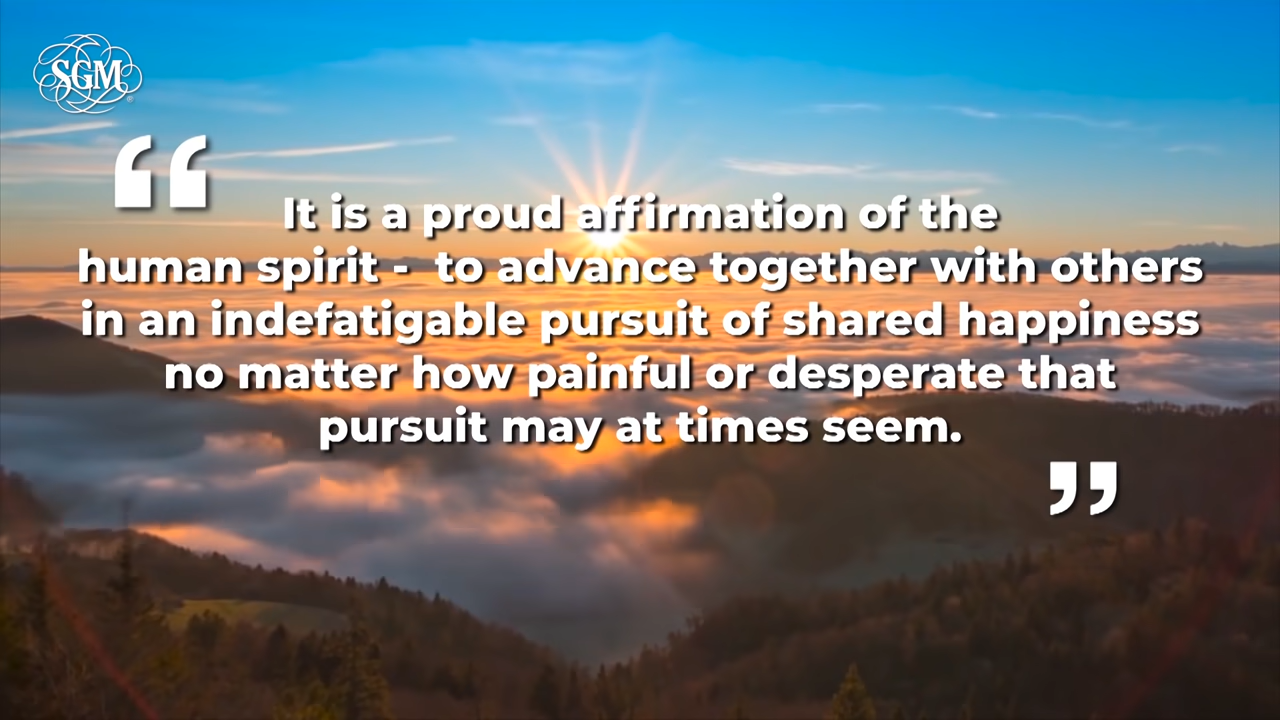 SGM
“
It is a proud affirmation of the
human spirit -  to advance together with others
in an indefatigable pursuit of shared happiness
no matter how painful or desperate that
pursuit may at times seem.
”